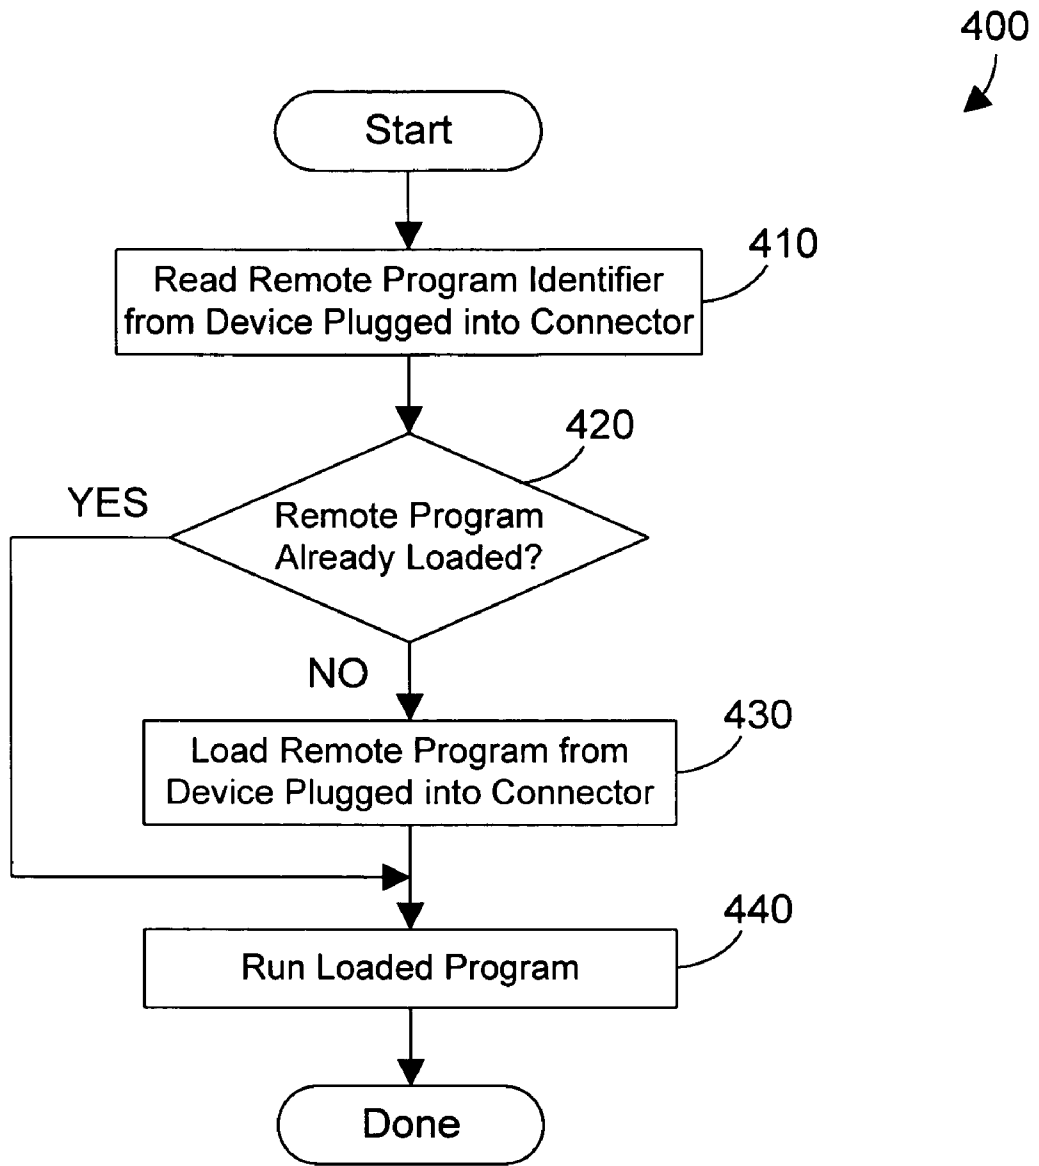 400
Start
410
Read Remote Program Identifier
from Device Plugged into Connector
420
YES
Remote Program
Already Loaded?
NO
430
Load Remote Program from
Device Plugged into Connector
440
Run Loaded Program
Done